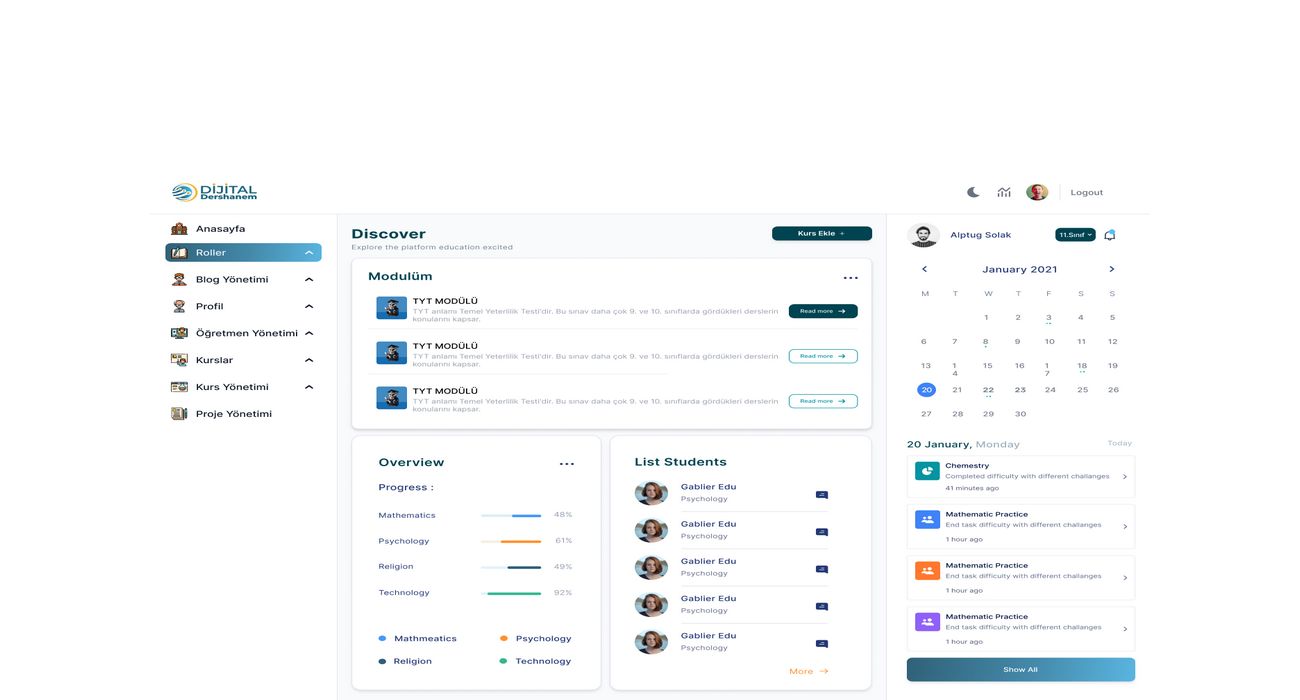 DİJİTAL
Dershanem
Logout
Anasayfa
Roller
Blog Yönetimi
Profil
Öğretmen Yönetimi
Kurslar
Kurs Yönetimi
Proje Yönetimi
Discover
Explore the platform education excited
Kurs Ekle +
Modulüm
TYT MODÜLÜ
TYT anlamı Temel Yeterlilik Testi'dir. Bu sınav daha çok 9. ve 10. sınıflarda gördükleri derslerin
konularını kapsar.
Read more
TYT MODÜLÜ
TYT anlamı Temel Yeterlilik Testi'dir. Bu sınav daha çok 9. ve 10. sınıflarda gördükleri derslerin
konularını kapsar.
Read more
TYT MODÜLÜ
TYT anlamı Temel Yeterlilik Testi'dir. Bu sınav daha çok 9. ve 10. sınıflarda gördükleri derslerin
konularını kapsar.
Read more
Overview
Progress :
Mathematics 48%
Psychology 61%
Religion 49%
Technology 92%
Mathmeatics Psychology
Religion Technology
List Students
Gablier Edu
Psychology
Gablier Edu
Psychology
Gablier Edu
Psychology
Gablier Edu
Psychology
Gablier Edu
Psychology
More
Alptug Solak
11.Sınıf
January 2021
M T W T F S S
1 2 3 4 5
6 7 8 9 10 11 12
13 14 15 16 17 18 19
20 21 22 23 24 25 26
27 28 29 30
20 January, Monday Today
Chemestry
Completed difficulty with different challanges
41 minutes ago
Mathematic Practice
End task difficulty with different challanges
1 hour ago
Mathematic Practice
End task difficulty with different challanges
1 hour ago
Mathematic Practice
End task difficulty with different challanges
1 hour ago
Show All